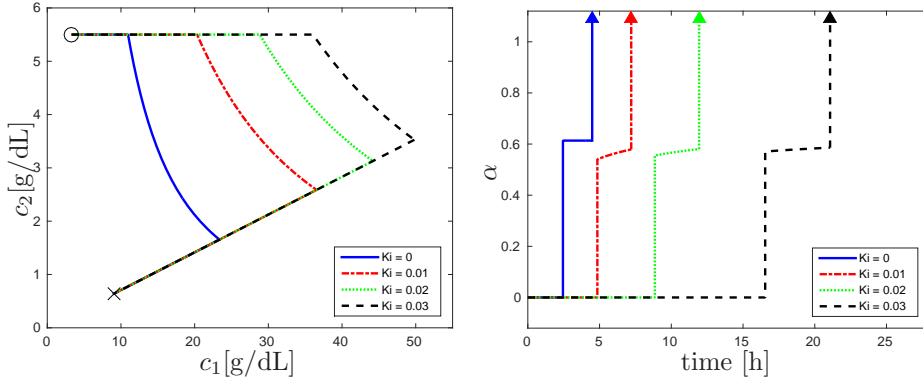 6
5
4
3
2
1
0
c₂[g/dL]
0
10
20
30
40
50
c₁[g/dL]
Ki = 0
Ki = 0.01
Ki = 0.02
Ki = 0.03
1
0.8
0.6
0.4
0.2
0
α
0
5
10
15
20
25
time [h]
Ki = 0
Ki = 0.01
Ki = 0.02
Ki = 0.03